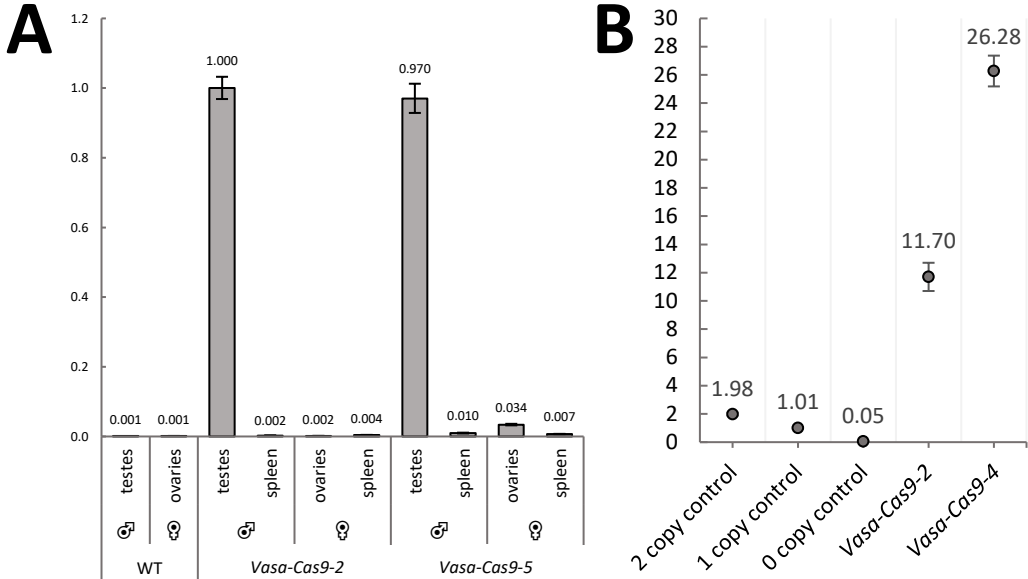 A
1.2
1.0
0.8
0.6
0.4
0.2
0.0
0.001
0.001
1.000
0.002
0.002
0.004
0.970
0.010
0.034
0.007
testes
ovaries
testes
spleen
ovaries
spleen
testes
spleen
ovaries
spleen
♂ ♀ ♂ ♀ ♂ ♀
WT Vasa-Cas9-2 Vasa-Cas9-5
B
30
28
26
24
22
20
18
16
14
12
10
8
6
4
2
0
1.98
1.01
0.05
11.70
26.28
2 copy control
1 copy control
0 copy control
Vasa-Cas9-2
Vasa-Cas9-4